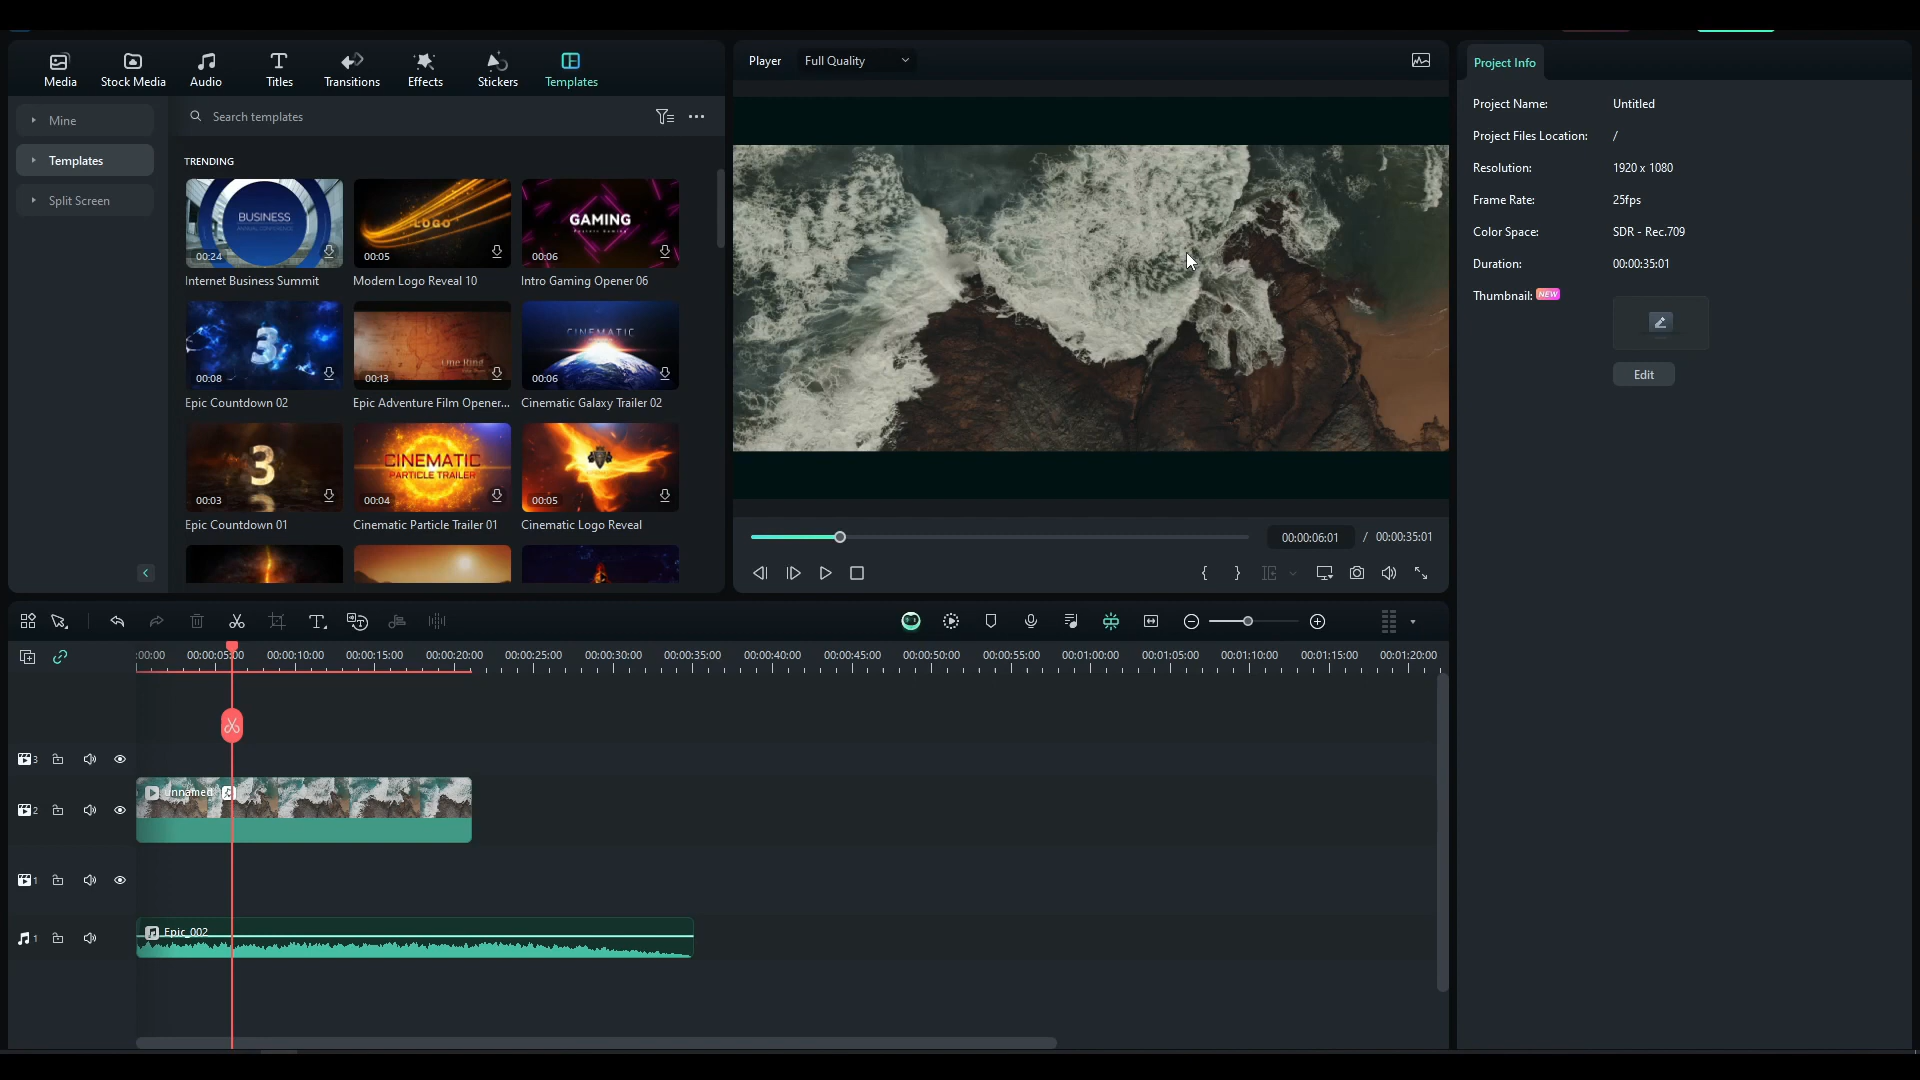 Media
Stock Media
Audio
Titles
Transitions
Effects
Stickers
Templates
Mine
Templates
Split Screen
Search templates
TRENDING
BUSINESS
00:24
Internet Business Summit
LOGO
00:05
Modern Logo Reveal 10
GAMING
00:06
Intro Gaming Opener 06
3
00:08
Epic Countdown 02
One Ring
00:13
Epic Adventure Film Opener...
CINEMATIC
00:06
Cinematic Galaxy Trailer 02
3
00:03
Epic Countdown 01
CINEMATIC
PARTICLE TRAILER
00:04
Cinematic Particle Trailer 01
00:05
Cinematic Logo Reveal
Player
Full Quality
00:00:06:01 / 00:00:35:01
Project Info
Project Name: Untitled
Project Files Location: /
Resolution: 1920 x 1080
Frame Rate: 25fps
Color Space: SDR - Rec.709
Duration: 00:00:35:01
Thumbnail: NEW
Edit
:00:00 00:00:05:00 00:00:10:00 00:00:15:00 00:00:20:00 00:00:25:00 00:00:30:00 00:00:35:00 00:00:40:00 00:00:45:00 00:00:50:00 00:00:55:00 00:01:00:00 00:01:05:00 00:01:10:00 00:01:15:00 00:01:20:00
3
2
unnamed
1
1
Epic_002